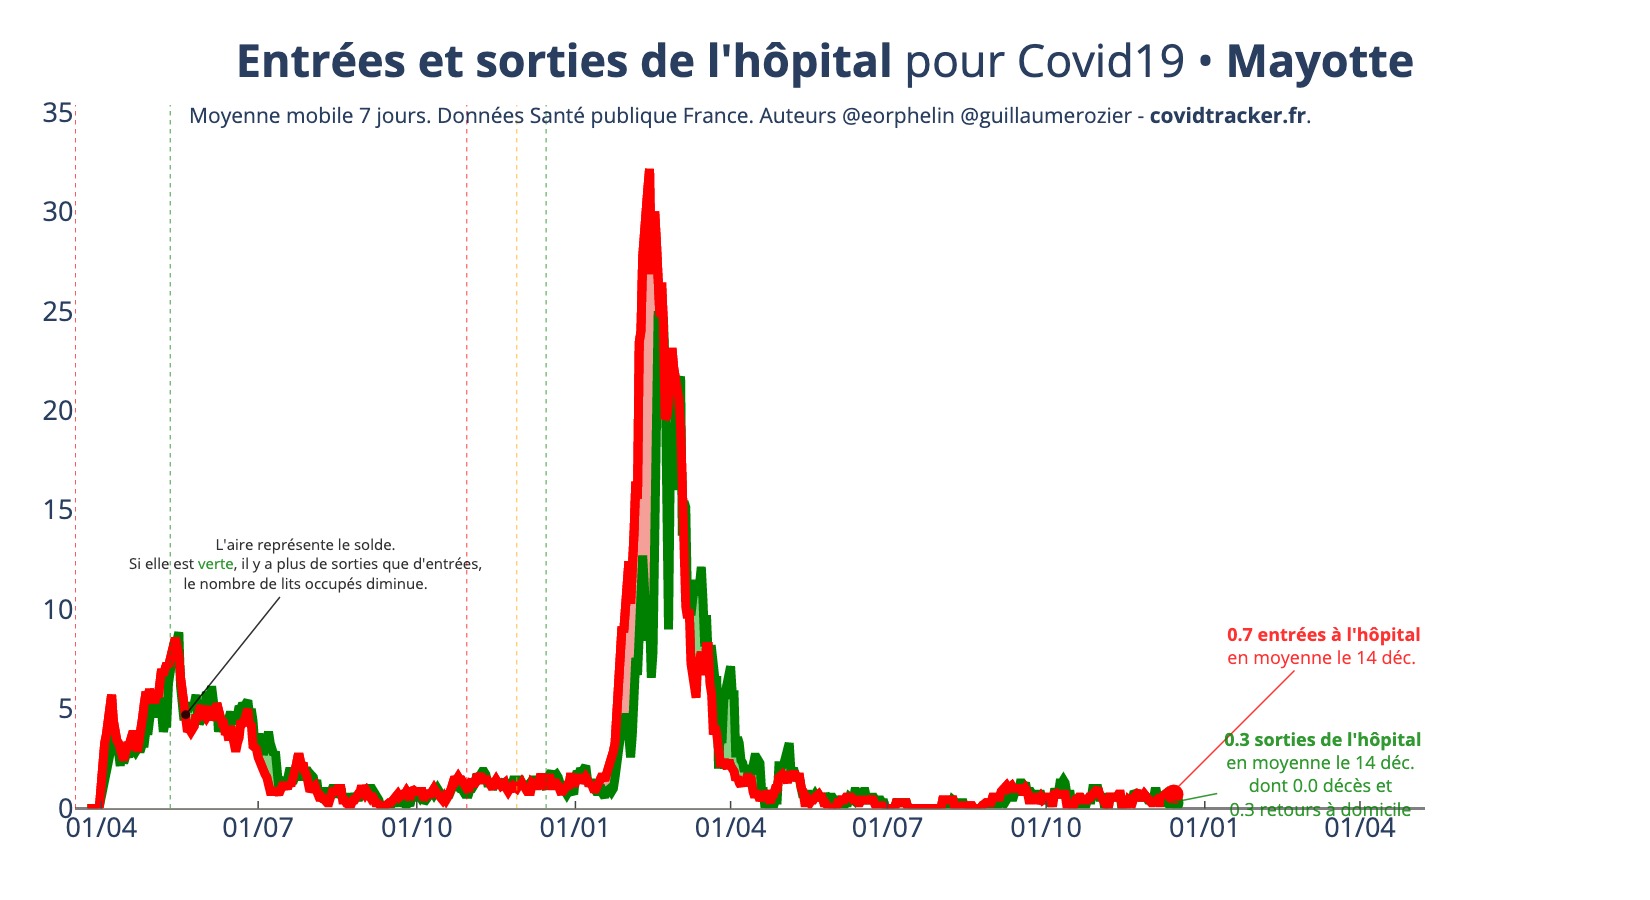 Entrées et sorties de l'hôpital pour Covid19 • Mayotte
Moyenne mobile 7 jours. Données Santé publique France. Auteurs @eorphelin @guillaumerozier - covidtracker.fr.
35
30
25
20
15
10
5
0
L'aire représente le solde.
Si elle est verte, il y a plus de sorties que d'entrées,
le nombre de lits occupés diminue.
0.7 entrées à l'hôpital
en moyenne le 14 déc.
0.3 sorties de l'hôpital
en moyenne le 14 déc.
dont 0.0 décès et
0.3 retours à domicile
01/04 01/07 01/10 01/01 01/04 01/07 01/10 01/01 01/04